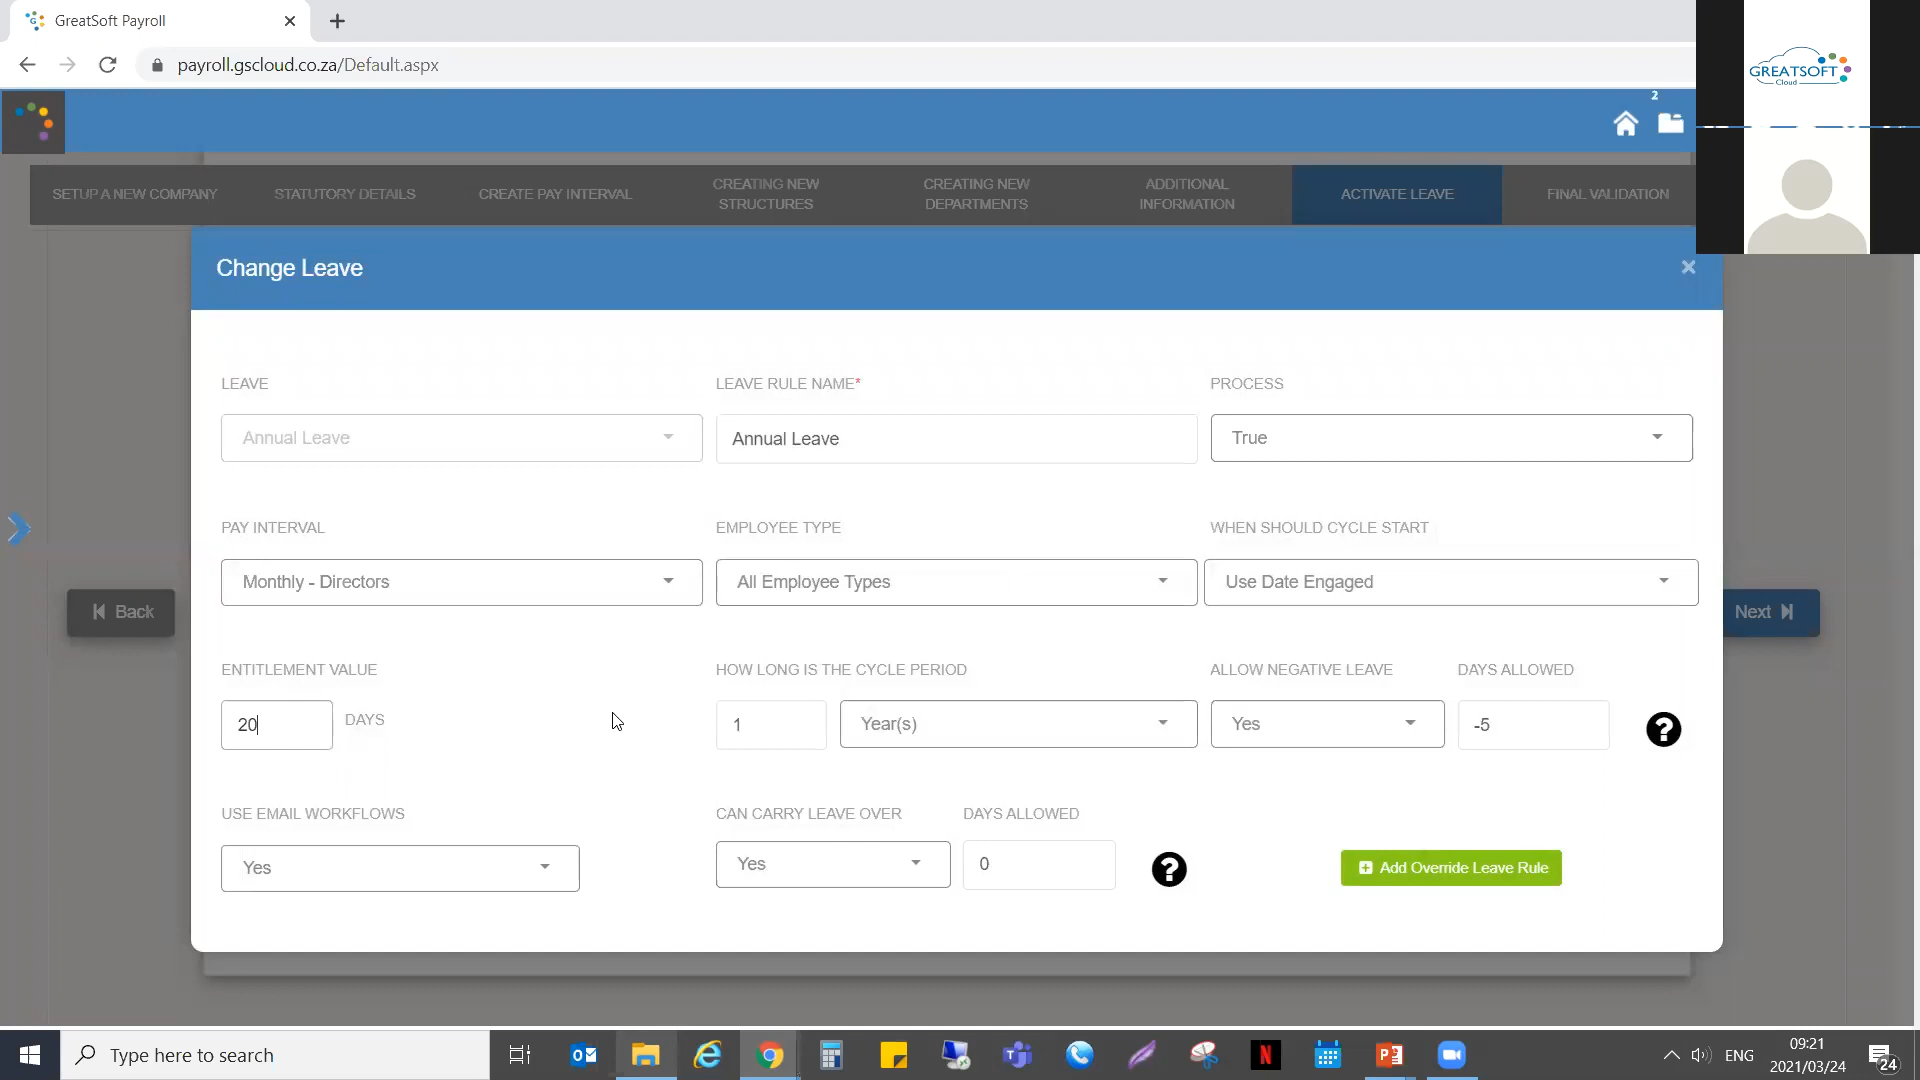 GreatSoft Payroll
payroll.gscloud.co.za/Default.aspx
GREATSOFT
Cloud
2
SETUP A NEW COMPANY
STATUTORY DETAILS
CREATE PAY INTERVAL
CREATING NEW
STRUCTURES
CREATING NEW
DEPARTMENTS
ADDITIONAL
INFORMATION
ACTIVATE LEAVE
FINAL VALIDATION
Change Leave
LEAVE
LEAVE RULE NAME*
PROCESS
Annual Leave
Annual Leave
True
PAY INTERVAL
EMPLOYEE TYPE
WHEN SHOULD CYCLE START
Monthly - Directors
All Employee Types
Use Date Engaged
Back
Next
ENTITLEMENT VALUE
HOW LONG IS THE CYCLE PERIOD
ALLOW NEGATIVE LEAVE
DAYS ALLOWED
20
DAYS
1
Year(s)
Yes
-5
?
USE EMAIL WORKFLOWS
CAN CARRY LEAVE OVER
DAYS ALLOWED
Yes
Yes
0
?
Add Override Leave Rule
Type here to search
ENG
09:21
2021/03/24
24